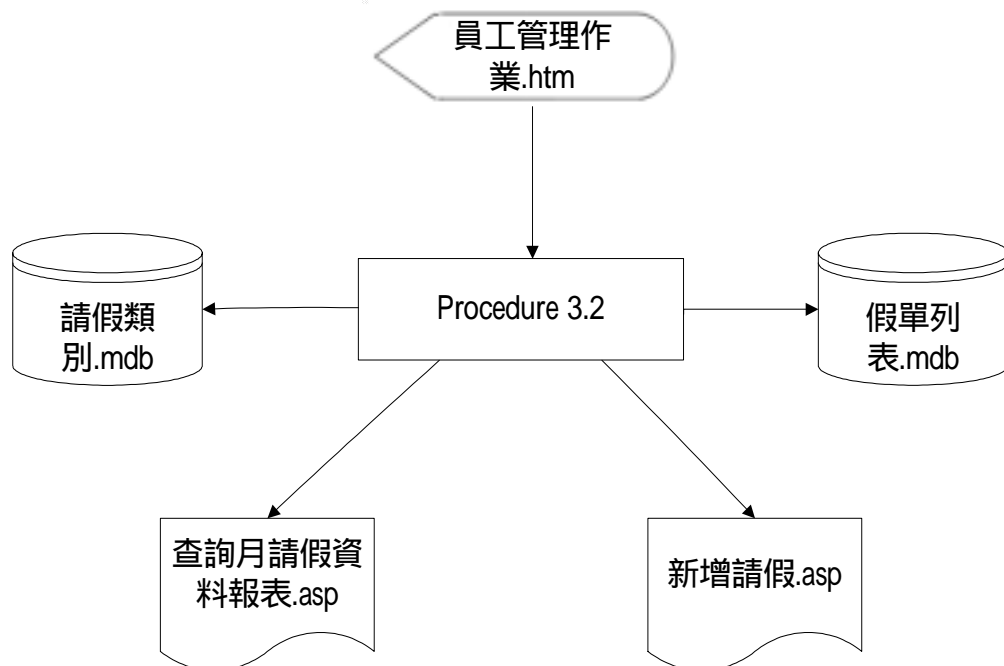 員工管理作
業.htm
Procedure 3.2
請假類
別.mdb
假單列
表.mdb
查詢月請假資
料報表.asp
新增請假.asp